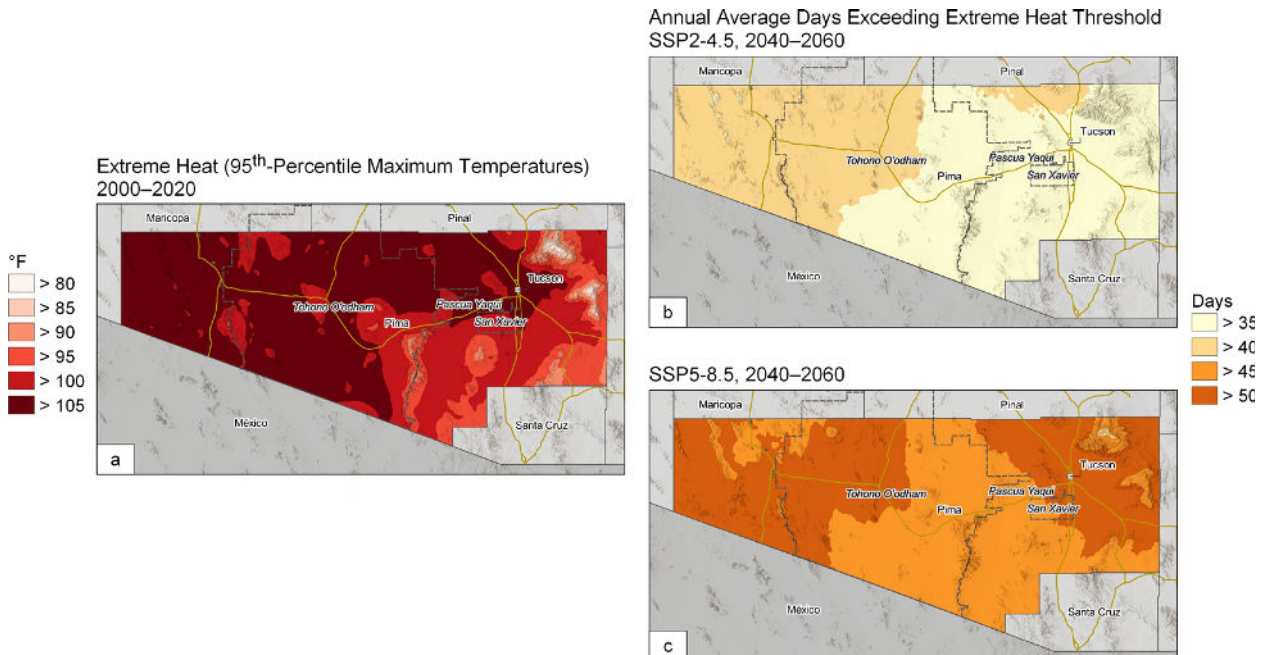 Extreme Heat (95th-Percentile Maximum Temperatures)
2000–2020
°F
> 80
> 85
> 90
> 95
> 100
> 105
Maricopa
Pinal
Tucson
Tohono O'odham
Pascua Yaqui
Pima
San Xavier
México
Santa Cruz
a
Annual Average Days Exceeding Extreme Heat Threshold
SSP2-4.5, 2040–2060
Maricopa
Pinal
Tucson
Tohono O'odham
Pascua Yaqui
Pima
San Xavier
México
Santa Cruz
b
SSP5-8.5, 2040–2060
Maricopa
Pinal
Tucson
Tohono O'odham
Pascua Yaqui
Pima
San Xavier
México
Santa Cruz
c
Days
> 35
> 40
> 45
> 50